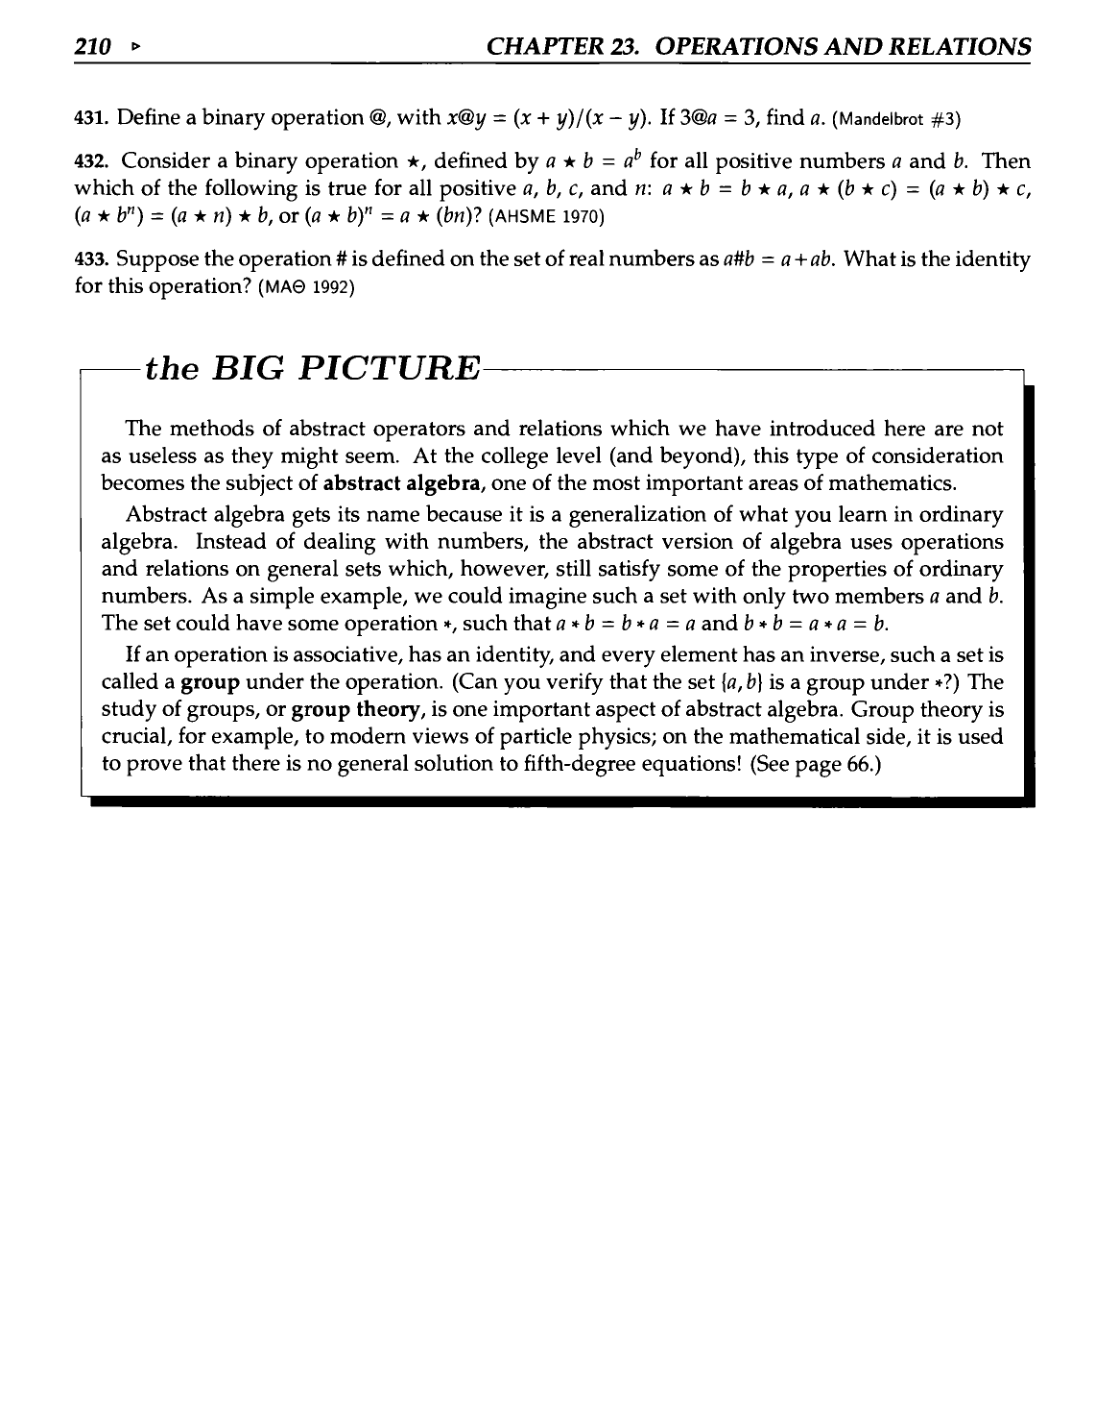 210 ▹ CHAPTER 23. OPERATIONS AND RELATIONS
431. Define a binary operation @, with x@y = (x + y)/(x − y). If 3@a = 3, find a. (Mandelbrot #3)
432. Consider a binary operation ⋆, defined by a ⋆ b = a^b for all positive numbers a and b. Then
which of the following is true for all positive a, b, c, and n: a ⋆ b = b ⋆ a, a ⋆ (b ⋆ c) = (a ⋆ b) ⋆ c,
(a ⋆ b^n) = (a ⋆ n) ⋆ b, or (a ⋆ b)^n = a ⋆ (bn)? (AHSME 1970)
433. Suppose the operation # is defined on the set of real numbers as a#b = a + ab. What is the identity
for this operation? (MAΘ 1992)
the BIG PICTURE
The methods of abstract operators and relations which we have introduced here are not
as useless as they might seem. At the college level (and beyond), this type of consideration
becomes the subject of abstract algebra, one of the most important areas of mathematics.
Abstract algebra gets its name because it is a generalization of what you learn in ordinary
algebra. Instead of dealing with numbers, the abstract version of algebra uses operations
and relations on general sets which, however, still satisfy some of the properties of ordinary
numbers. As a simple example, we could imagine such a set with only two members a and b.
The set could have some operation *, such that a * b = b * a = a and b * b = a * a = b.
If an operation is associative, has an identity, and every element has an inverse, such a set is
called a group under the operation. (Can you verify that the set {a, b} is a group under *?) The
study of groups, or group theory, is one important aspect of abstract algebra. Group theory is
crucial, for example, to modern views of particle physics; on the mathematical side, it is used
to prove that there is no general solution to fifth-degree equations! (See page 66.)